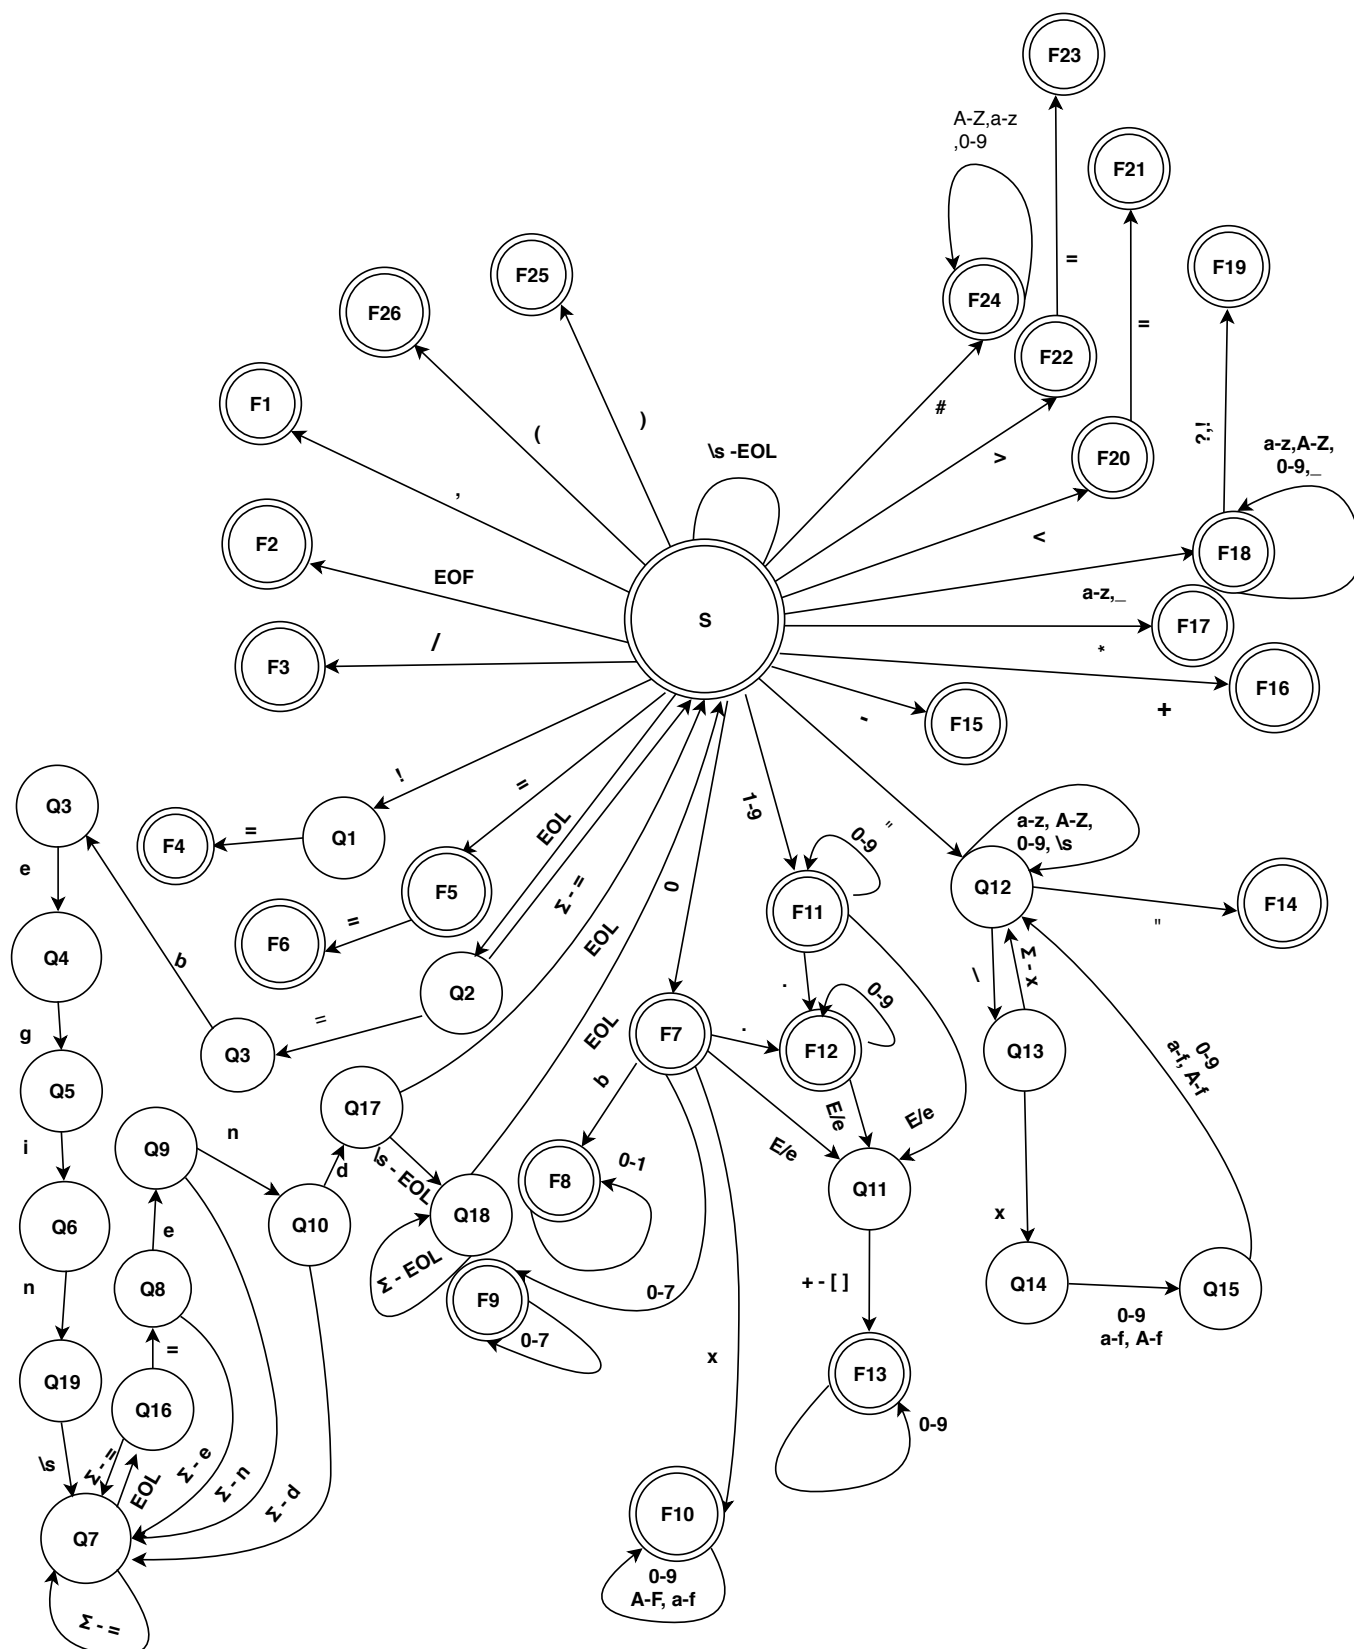 F23
A-Z,a-z
,0-9
F21
F19
F25
F26
=
F24
=
F22
F1
#
?,!
a-z,A-Z,
0-9,_
(
)
\s -EOL
>
F20
,
F2
<
F18
EOF
a-z,_
S
F17
/
*
F3
F16
+
-
F15
!
=
1-9
Q3
EOL
"
0-9
a-z, A-Z,
0-9, \s
=
Q1
F4
e
0
Σ - =
Q12
F5
F14
=
F11
"
F6
EOL
Q4
b
\
Σ - x
.
Q2
0-9
=
.
EOL
F7
g
Q3
F12
Q13
0-9
a-f, A-f
b
Q5
Q17
E/e
E/e
n
i
Q9
E/e
\s - EOL
d
0-1
F8
Q11
Q18
x
Q6
Q10
e
Σ - EOL
+ - [ ]
n
Q8
Q14
Q15
F9
0-7
0-9
a-f, A-f
0-7
=
x
Q19
F13
Q16
0-9
\s
Σ - =
Σ - e
Σ - n
EOL
Σ - d
F10
Q7
0-9
A-F, a-f
Σ - =